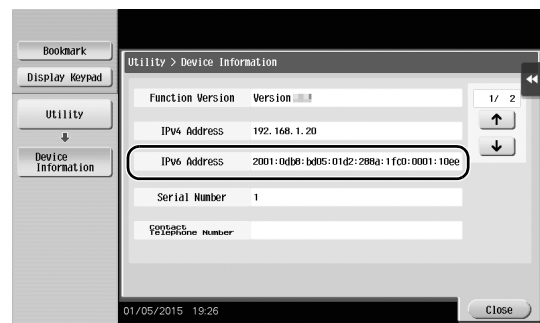 Bookmark
Display Keypad
Utility
Device
Information
Utility > Device Information
Function Version Version
1/ 2
IPv4 Address 192.168.1.20
IPv6 Address 2001:0db8:bd05:01d2:288a:1fc0:0001:10ee
Serial Number 1
Contact
Telephone Number
01/05/2015 19:26
Close